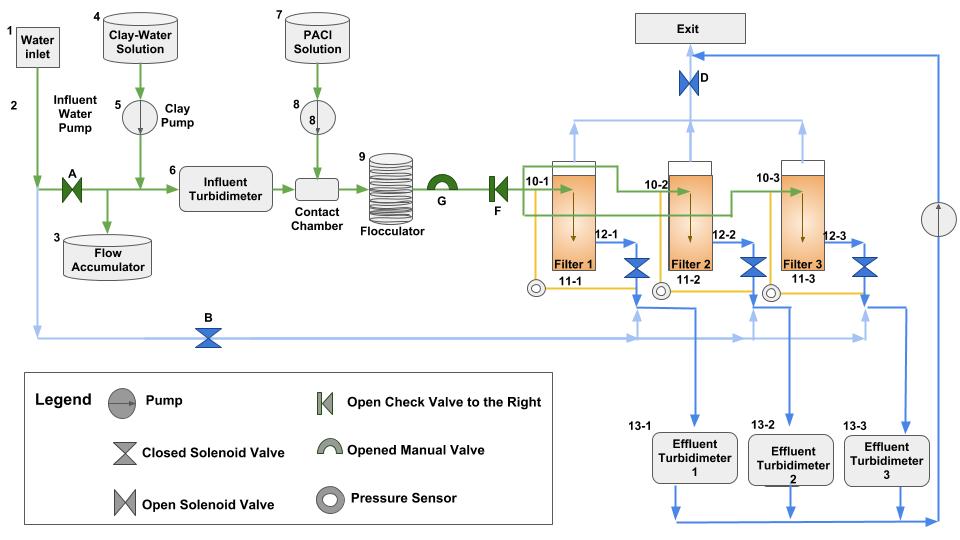 1
Water
inlet
2
4
Clay-Water
Solution
7
PACl
Solution
Exit
D
Influent
Water
Pump
5
Clay
Pump
8
8
A
6
Influent
Turbidimeter
Contact
Chamber
9
Flocculator
G
F
3
Flow
Accumulator
10-1
10-2
10-3
12-1
12-2
12-3
Filter 1
Filter 2
Filter 3
11-1
11-2
11-3
B
Legend
Pump
Closed Solenoid Valve
Open Solenoid Valve
Open Check Valve to the Right
Opened Manual Valve
Pressure Sensor
13-1
Effluent
Turbidimeter
1
13-2
Effluent
Turbidimeter
2
13-3
Effluent
Turbidimeter
3